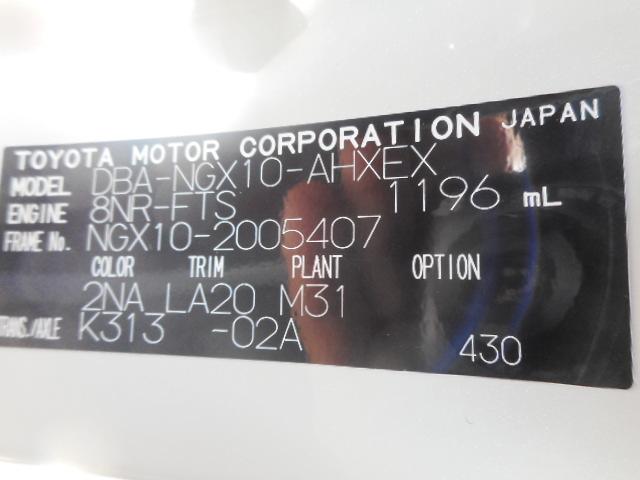 TOYOTA MOTOR CORPORATION JAPAN
MODEL DBA-NGX10-AHXEX
ENGINE 8NR-FTS 1196 mL
FRAME No. NGX10-2005407
COLOR TRIM PLANT OPTION
2NA LA20 M31
TRANS./AXLE K313 -02A 430